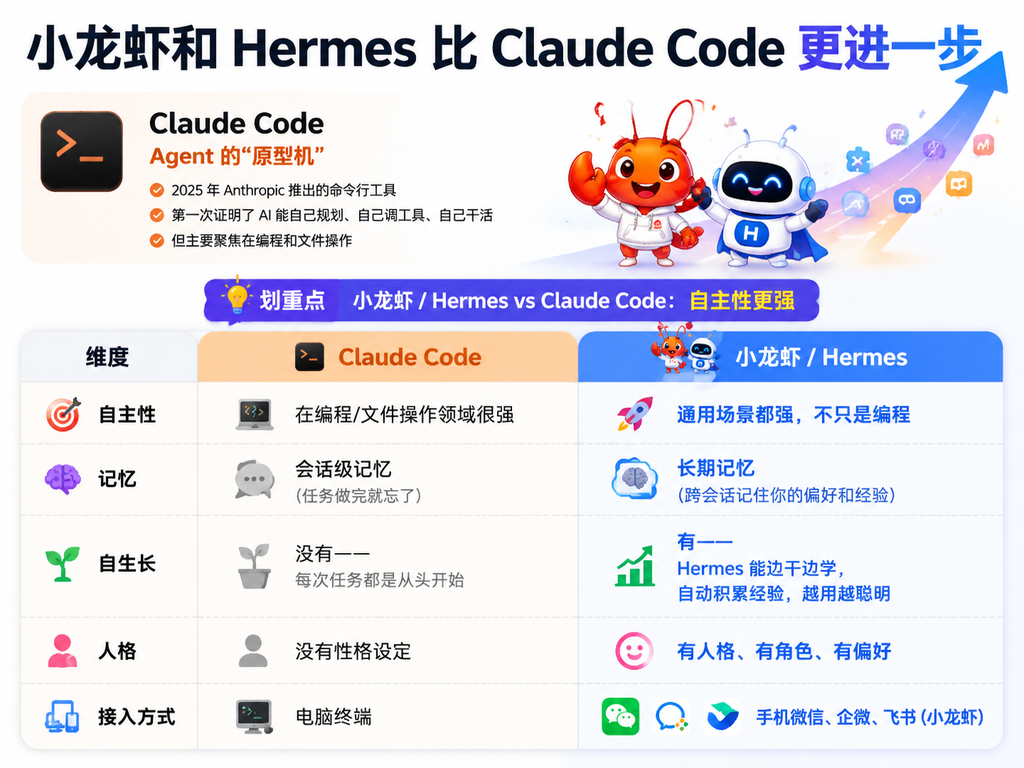 小龙虾和 Hermes 比 Claude Code 更进一步
Claude Code
Agent 的“原型机”
2025 年 Anthropic 推出的命令行工具
第一次证明了 AI 能自己规划、自己调工具、自己干活
但主要聚焦在编程和文件操作
H
划重点 小龙虾 / Hermes vs Claude Code：自主性更强
维度 Claude Code 小龙虾 / Hermes
自主性 在编程/文件操作领域很强 通用场景都强，不只是编程
记忆 会话级记忆 长期记忆
（任务做完就忘了） （跨会话记住你的偏好和经验）
自生长 没有—— 有——
每次任务都是从头开始 Hermes 能边干边学，
自动积累经验，越用越聪明
人格 没有性格设定 有人格、有角色、有偏好
接入方式 电脑终端 手机微信、企微、飞书（小龙虾）